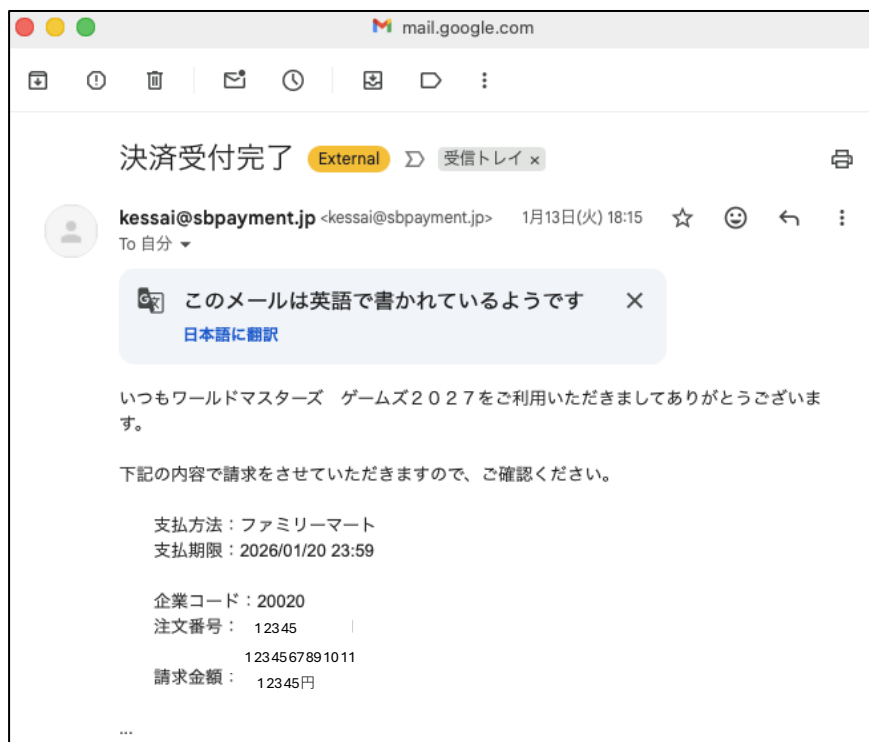 mail.google.com
決済受付完了 External 受信トレイ ×
kessai@sbpayment.jp <kessai@sbpayment.jp> 1月13日(火) 18:15
To 自分
このメールは英語で書かれているようです
日本語に翻訳
いつもワールドマスターズ　ゲームズ２０２７をご利用いただきましてありがとうございま
す。
下記の内容で請求をさせていただきますので、ご確認ください。
支払方法：ファミリーマート
支払期限：2026/01/20 23:59
企業コード：20020
注文番号： 12345
1234567891011
請求金額： 12345円
...